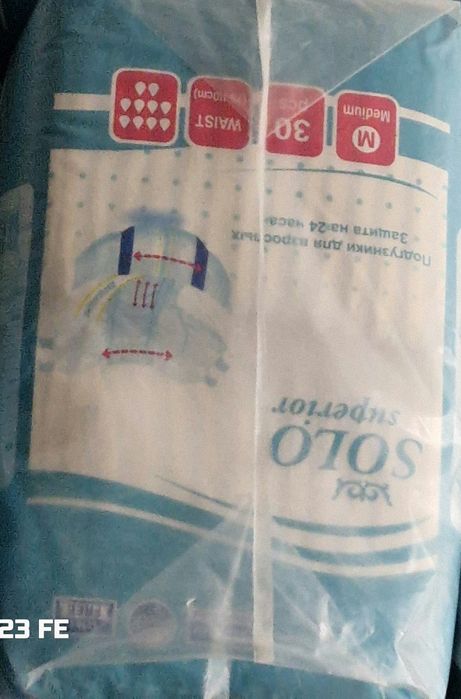 SOLO
superior
Подгузники для взрослых
Защита на 24 часа
M
Medium
30
pcs
WAIST
23 FE